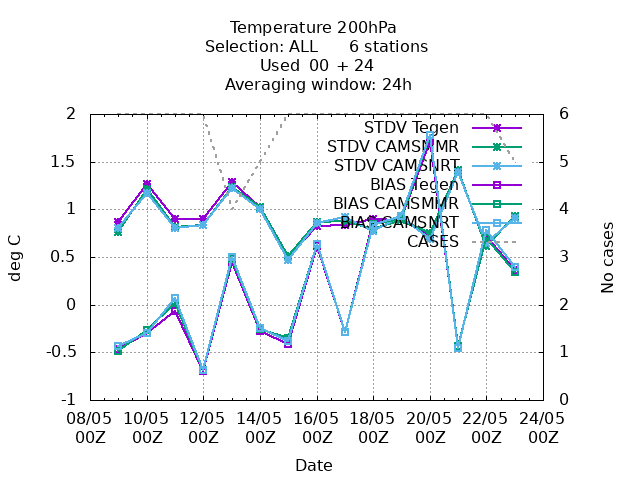 Temperature 200hPa
Selection: ALL 6 stations
Used 00 + 24
Averaging window: 24h
STDV Tegen
STDV CAMSMMR
STDV CAMSNRT
BIAS Tegen
BIAS CAMSMMR
BIAS CAMSNRT
CASES
2
1.5
1
0.5
0
-0.5
-1
deg C
6
5
4
3
2
1
0
No cases
08/05 10/05 12/05 14/05 16/05 18/05 20/05 22/05 24/05
00Z 00Z 00Z 00Z 00Z 00Z 00Z 00Z 00Z
Date